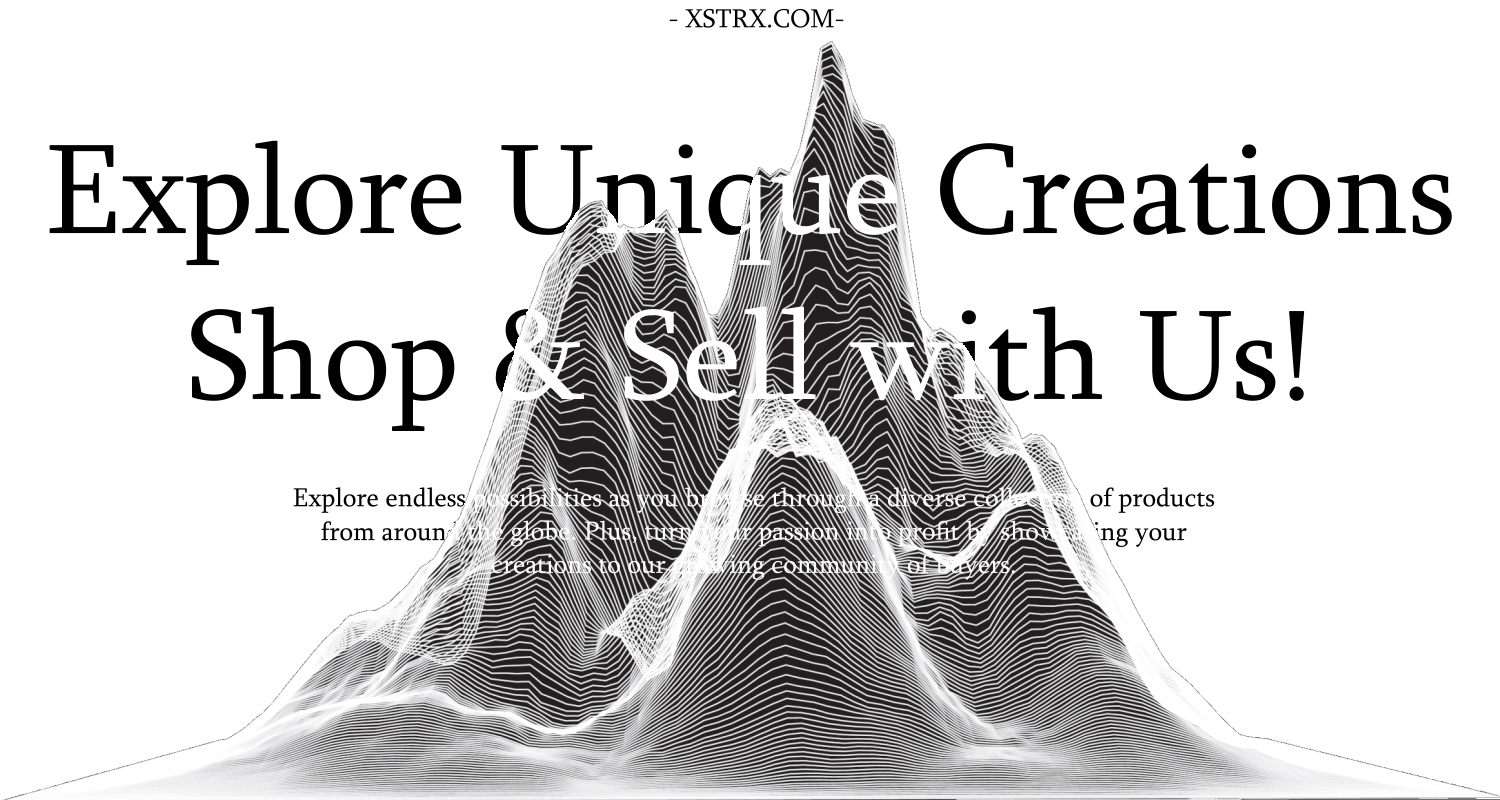 - XSTRX.COM-
Explore Unique Creations
Shop & Sell with Us!
Explore endless possibilities as you browse through a diverse collection of products
from around the globe. Plus, turn your passion into profit by showcasing your
creations to our growing community of buyers.